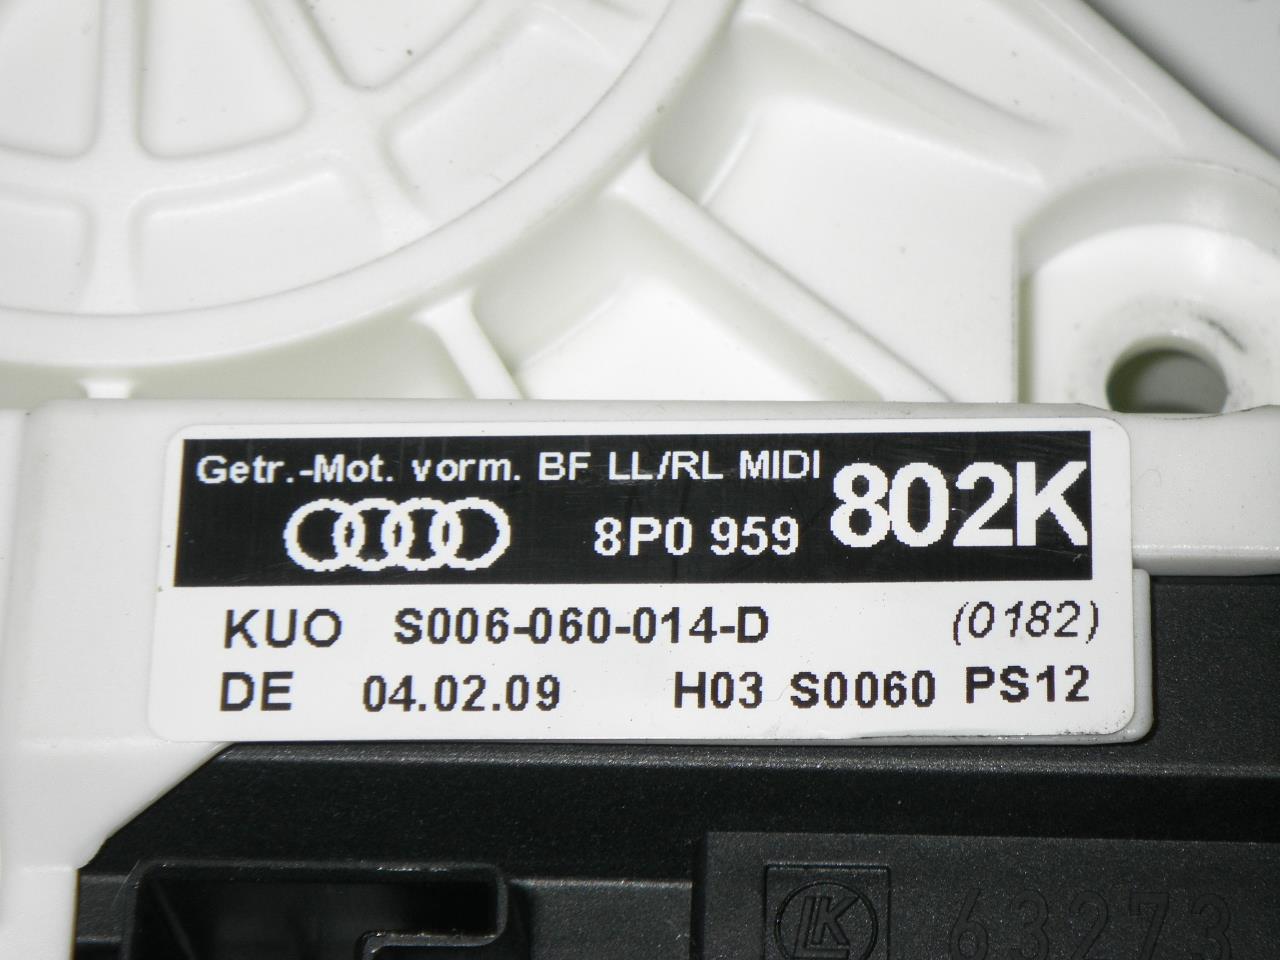 Getr.-Mot. vorm. BF LL/RL MIDI
8P0 959 802K
KUO S006-060-014-D (0182)
DE 04.02.09 H03 S0060 PS12
LK 63273